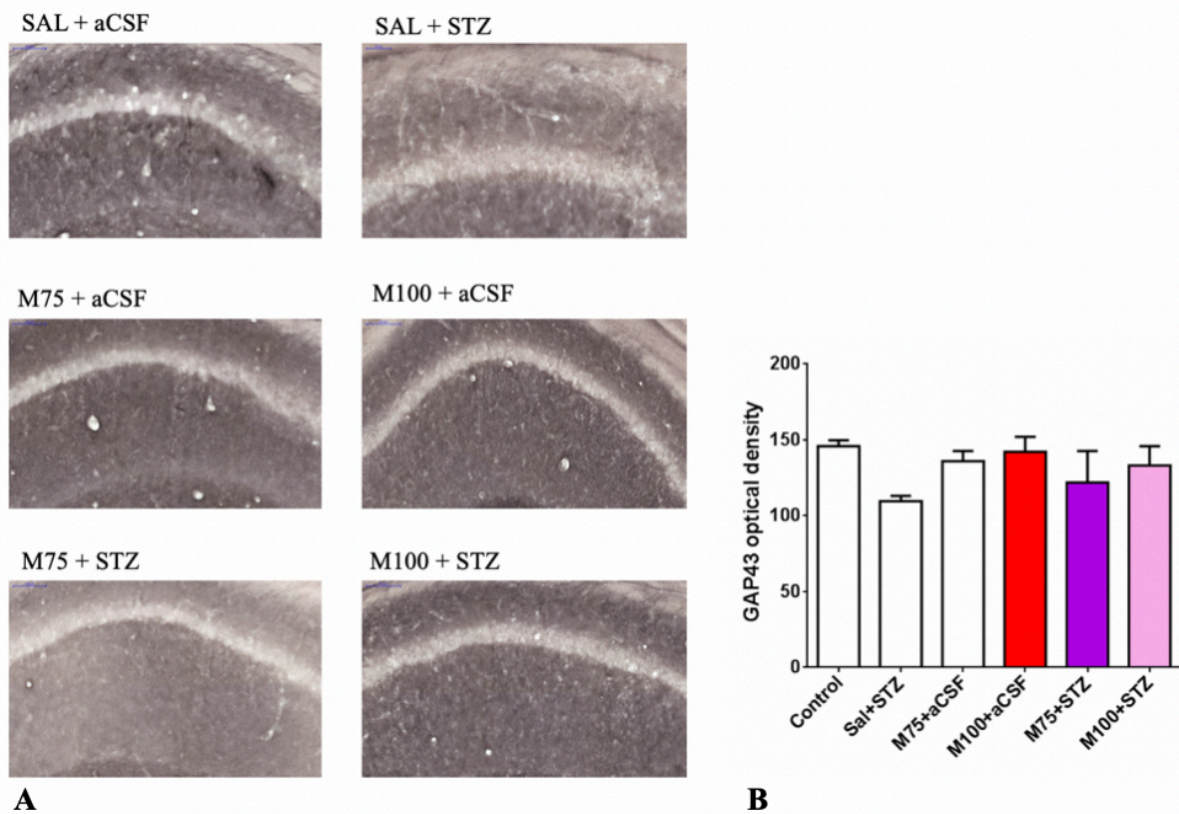 SAL + aCSF
SAL + STZ
M75 + aCSF
M100 + aCSF
M75 + STZ
M100 + STZ
A
200
150
100
50
0
GAP43 optical density
Control
Sal+STZ
M75+aCSF
M100+aCSF
M75+STZ
M100+STZ
B